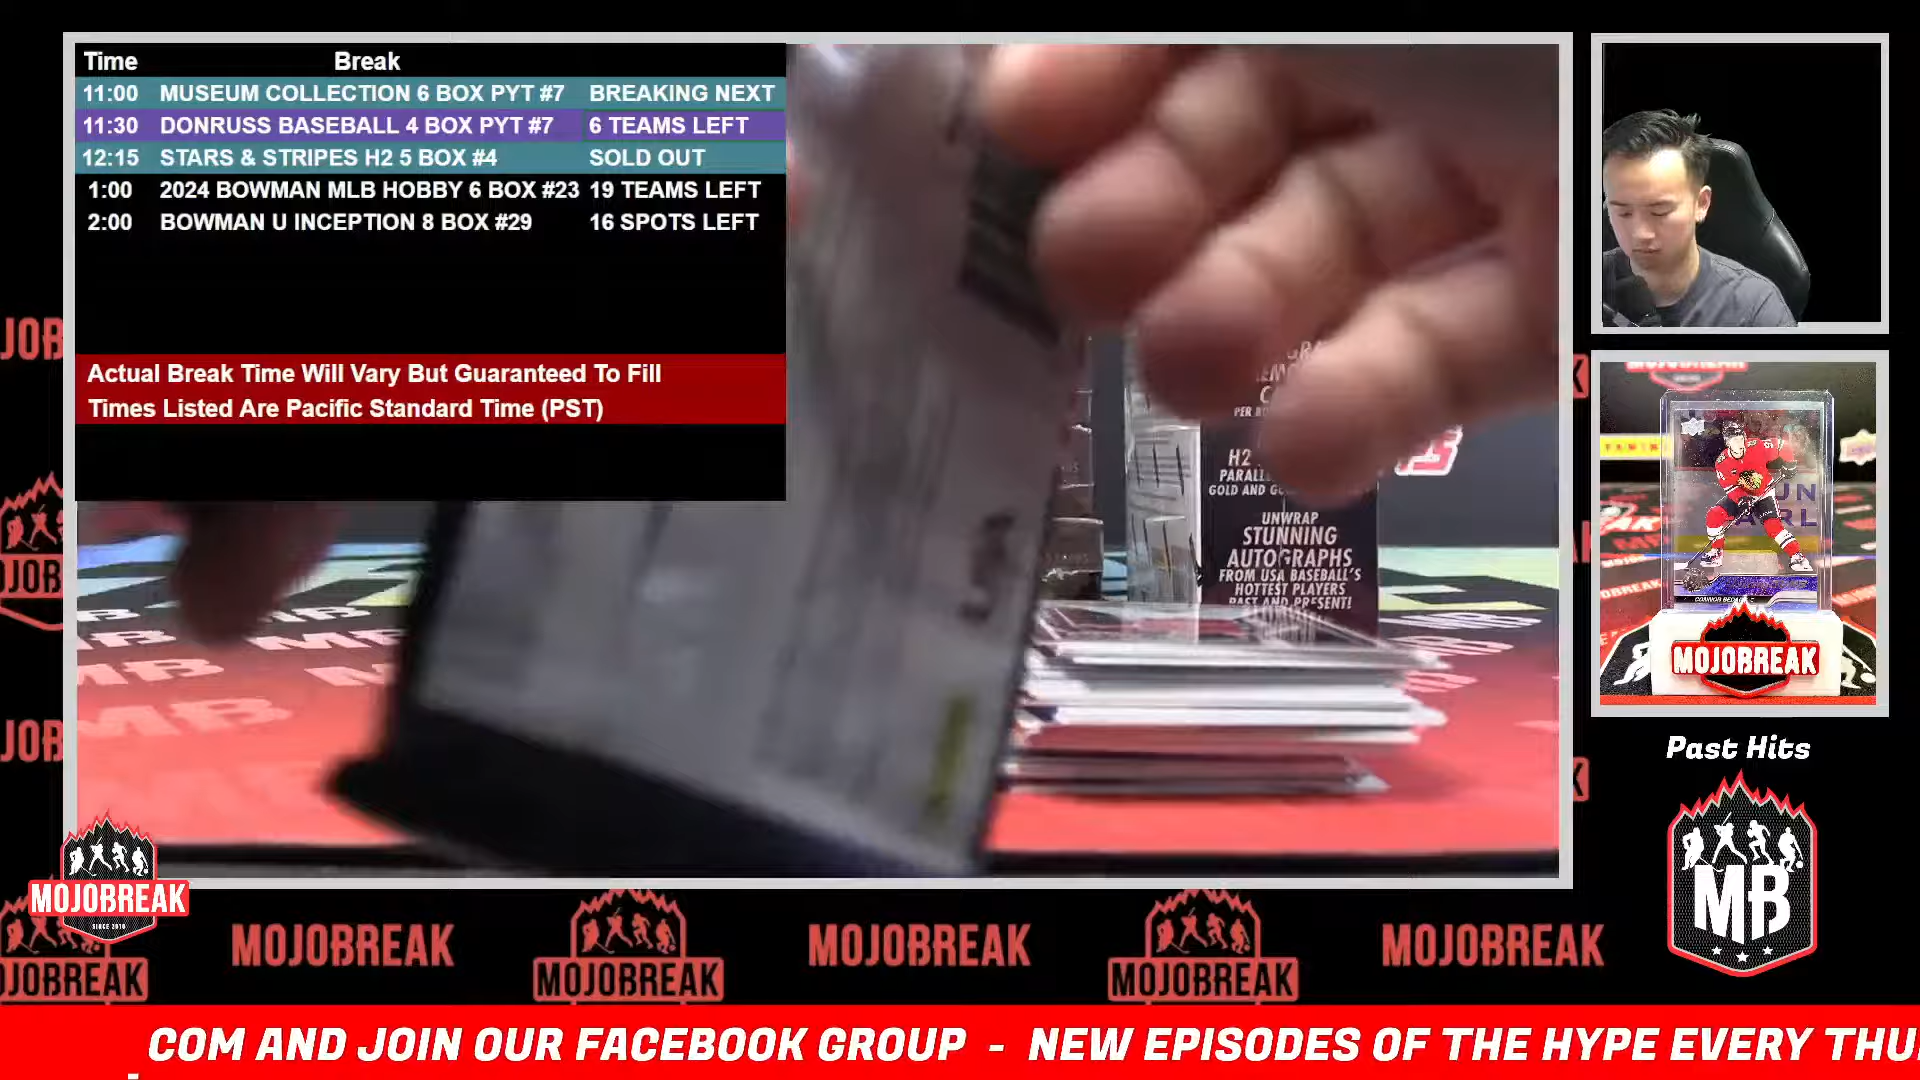 Time Break
11:00 MUSEUM COLLECTION 6 BOX PYT #7 BREAKING NEXT
11:30 DONRUSS BASEBALL 4 BOX PYT #7 6 TEAMS LEFT
12:15 STARS & STRIPES H2 5 BOX #4 SOLD OUT
1:00 2024 BOWMAN MLB HOBBY 6 BOX #23 19 TEAMS LEFT
2:00 BOWMAN U INCEPTION 8 BOX #29 16 SPOTS LEFT
Actual Break Time Will Vary But Guaranteed To Fill
Times Listed Are Pacific Standard Time (PST)
H2
UNWRAP
STUNNING
AUTOGRAPHS
FROM USA BASEBALL'S
HOTTEST PLAYERS
PAST AND PRESENT!
MOJOBREAK
Past Hits
MB
MOJOBREAK
SINCE 2010
MOJOBREAK
MOJOBREAK
MOJOBREAK
MOJOBREAK
MOJOBREAK
COM AND JOIN OUR FACEBOOK GROUP - NEW EPISODES OF THE HYPE EVERY THU